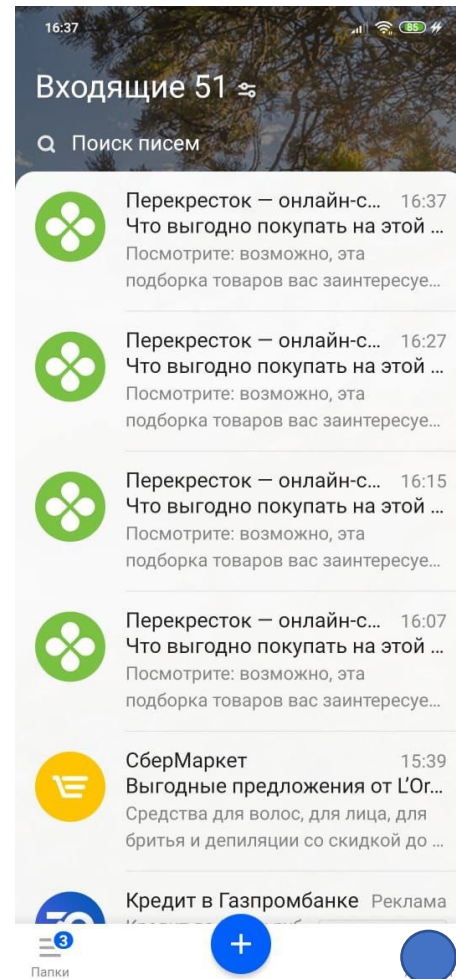 16:37
85
Входящие 51
Поиск писем
Перекресток — онлайн-с... 16:37
Что выгодно покупать на этой ...
Посмотрите: возможно, эта
подборка товаров вас заинтересуе...
Перекресток — онлайн-с... 16:27
Что выгодно покупать на этой ...
Посмотрите: возможно, эта
подборка товаров вас заинтересуе...
Перекресток — онлайн-с... 16:15
Что выгодно покупать на этой ...
Посмотрите: возможно, эта
подборка товаров вас заинтересуе...
Перекресток — онлайн-с... 16:07
Что выгодно покупать на этой ...
Посмотрите: возможно, эта
подборка товаров вас заинтересуе...
СберМаркет 15:39
Выгодные предложения от L'Or...
Средства для волос, для лица, для
бритья и депиляции со скидкой до ...
Кредит в Газпромбанке Реклама
3
Папки